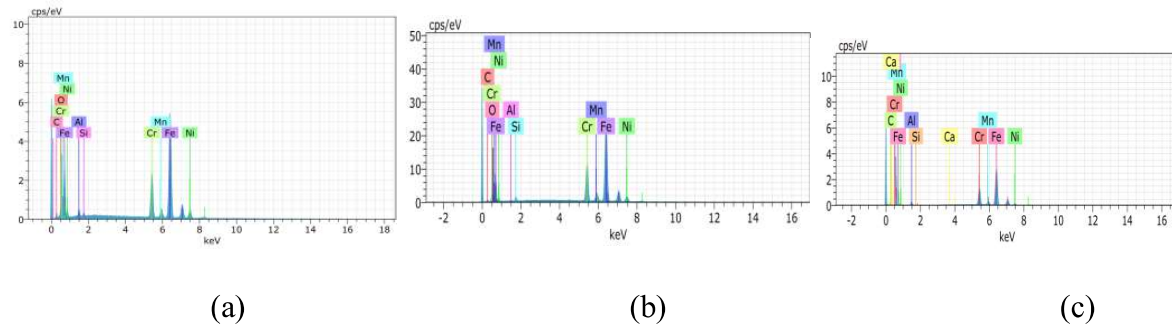 cps/eV
10
8
6
4
2
0
Mn
Ni
O
Cr
C
Fe
Al
Si
Cr
Mn
Fe
Ni
0 2 4 6 8 10 12 14 16 18
keV
(a)
cps/eV
50
40
30
20
10
0
Mn
Ni
C
Cr
O
Fe
Al
Si
Cr
Mn
Fe
Ni
-2 0 2 4 6 8 10 12 14 16
keV
(b)
cps/eV
10
8
6
4
2
0
Ca
Mn
Ni
Cr
C
Fe
Al
Si
Ca
Cr
Mn
Fe
Ni
-2 0 2 4 6 8 10 12 14 16
keV
(c)